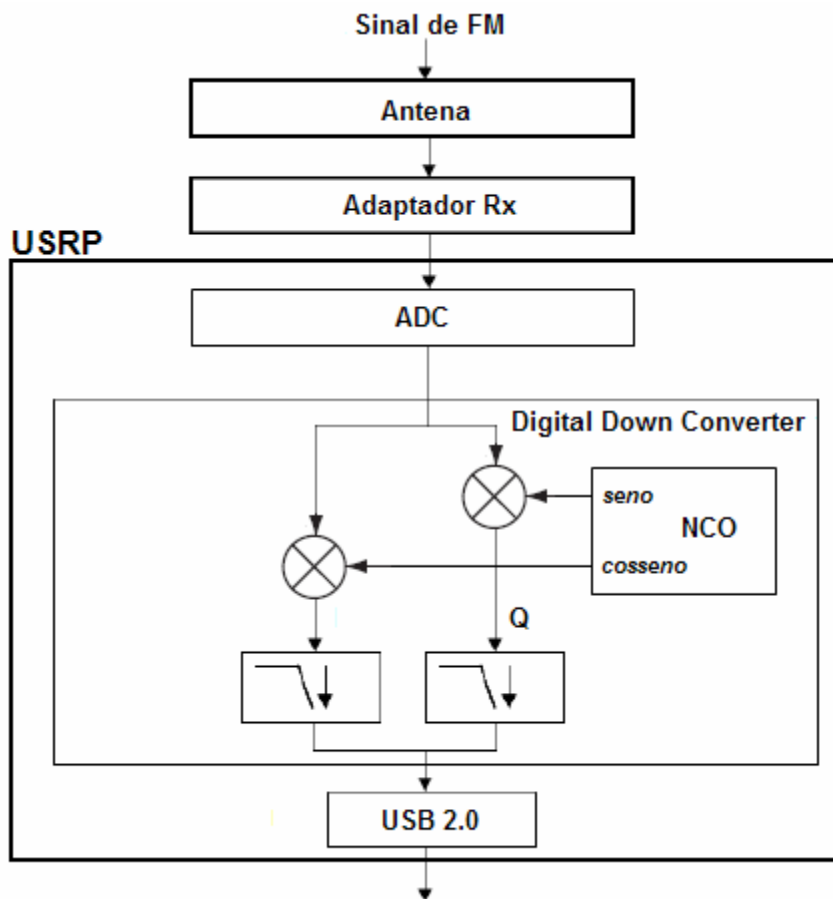 Sinal de FM
Antena
Adaptador Rx
USRP
ADC
Digital Down Converter
seno
NCO
cosseno
Q
USB 2.0